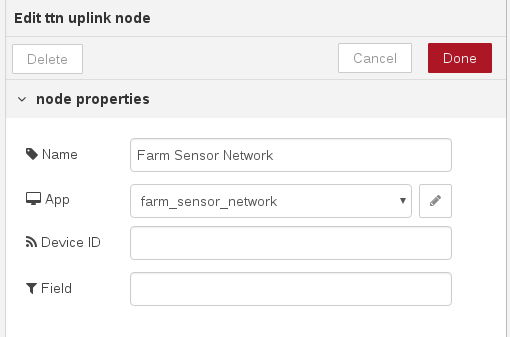 Edit ttn uplink node
Delete
Cancel
Done
node properties
Name
Farm Sensor Network
App
farm_sensor_network
Device ID
Field